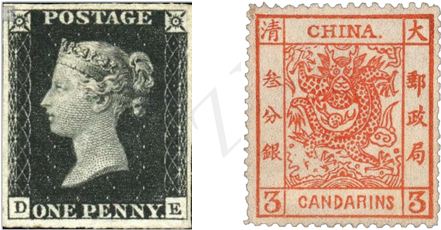 POSTAGE
D ONE PENNY. E
CHINA.
大
郵
政
局
清
叁
分
銀
3 CANDARINS 3